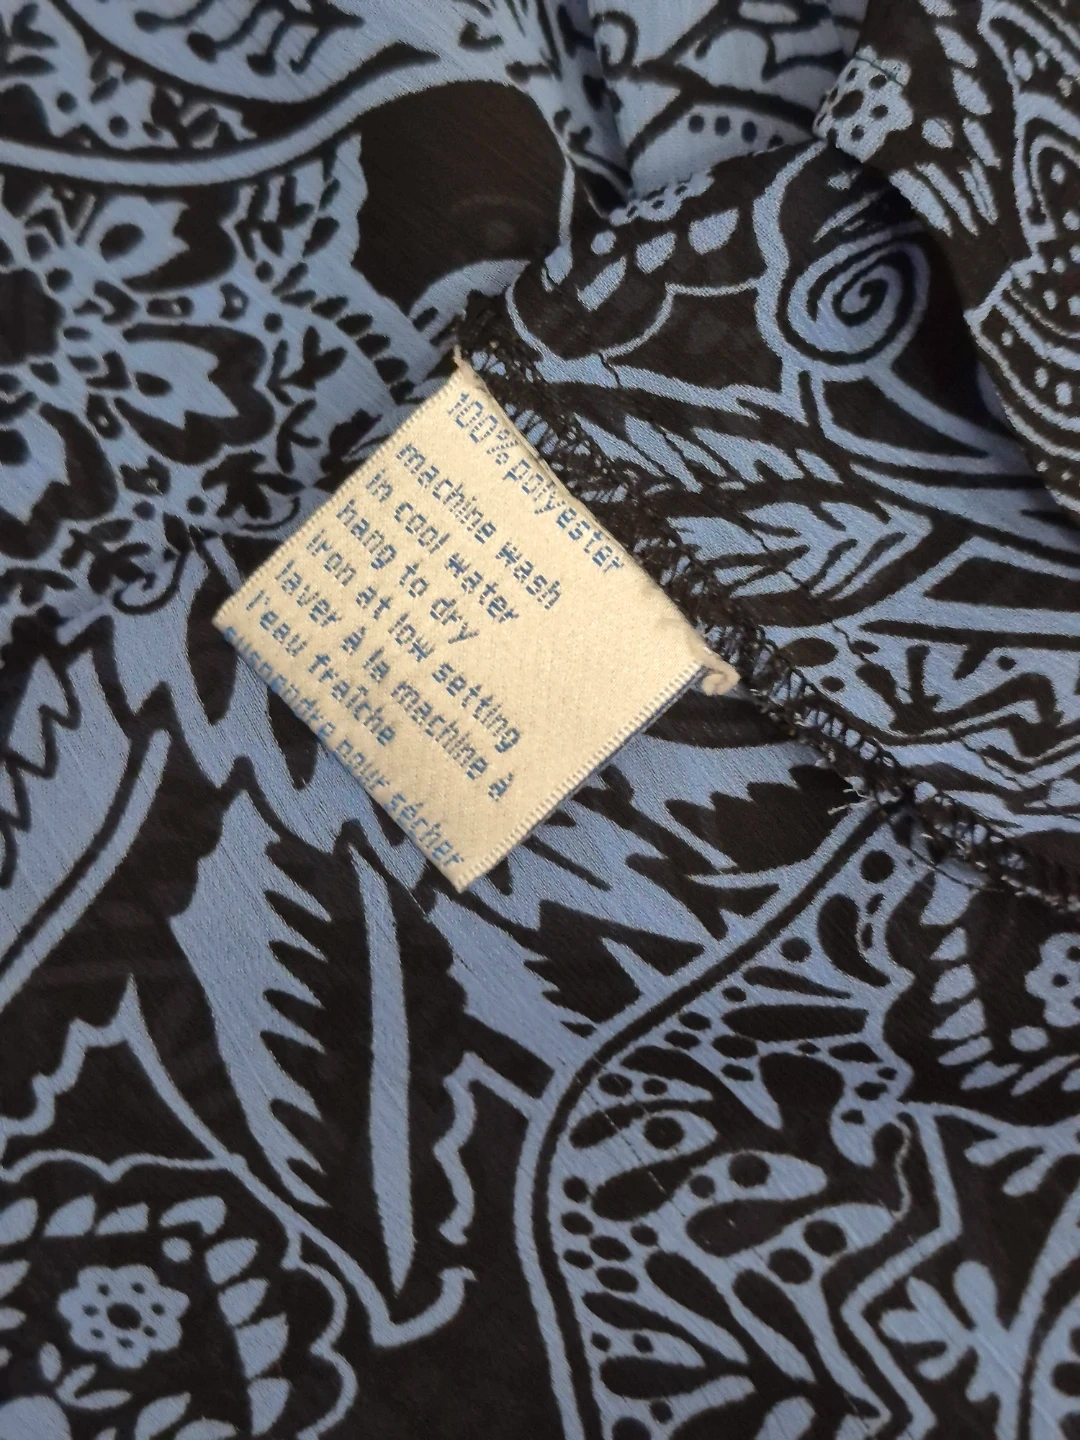 100% polyester
machine wash
in cool water
hang to dry
iron at low setting
laver à la machine à
l'eau fraîche
suspendre pour sécher